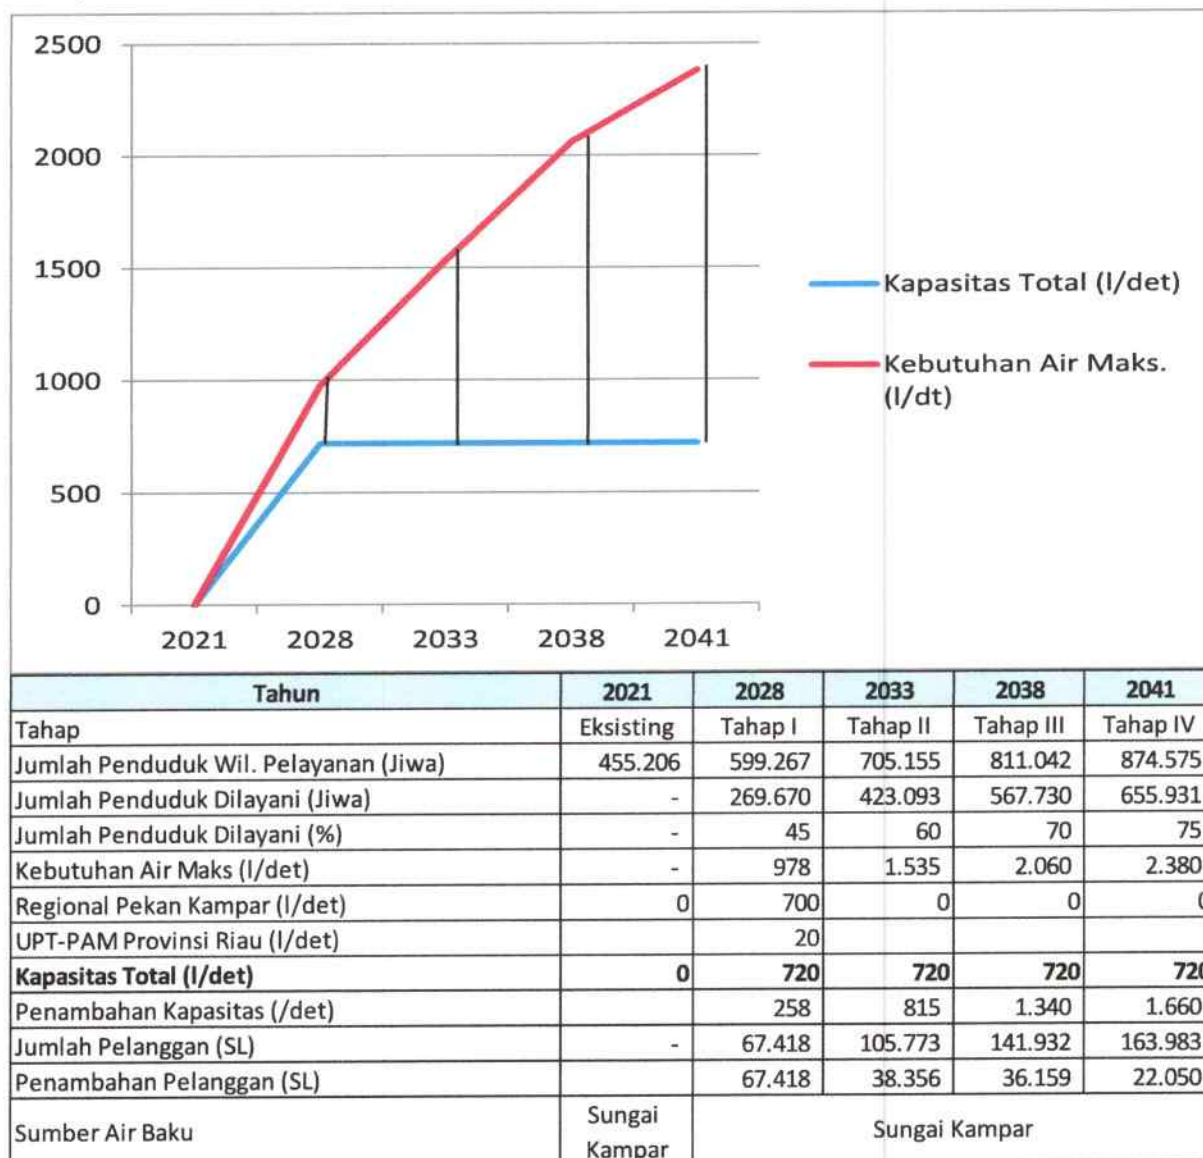 2500
2000
1500
1000
500
0
2021 2028 2033 2038 2041
Kapasitas Total (l/det)
Kebutuhan Air Maks.
(l/dt)
Tahun 2021 2028 2033 2038 2041
Tahap Eksisting Tahap I Tahap II Tahap III Tahap IV
Jumlah Penduduk Wil. Pelayanan (Jiwa) 455.206 599.267 705.155 811.042 874.575
Jumlah Penduduk Dilayani (Jiwa) - 269.670 423.093 567.730 655.931
Jumlah Penduduk Dilayani (%) - 45 60 70 75
Kebutuhan Air Maks (l/det) - 978 1.535 2.060 2.380
Regional Pekan Kampar (l/det) 0 700 0 0 0
UPT-PAM Provinsi Riau (l/det) 20
Kapasitas Total (l/det) 0 720 720 720 720
Penambahan Kapasitas (/det) 258 815 1.340 1.660
Jumlah Pelanggan (SL) - 67.418 105.773 141.932 163.983
Penambahan Pelanggan (SL) 67.418 38.356 36.159 22.050
Sumber Air Baku Sungai Kampar Sungai Kampar